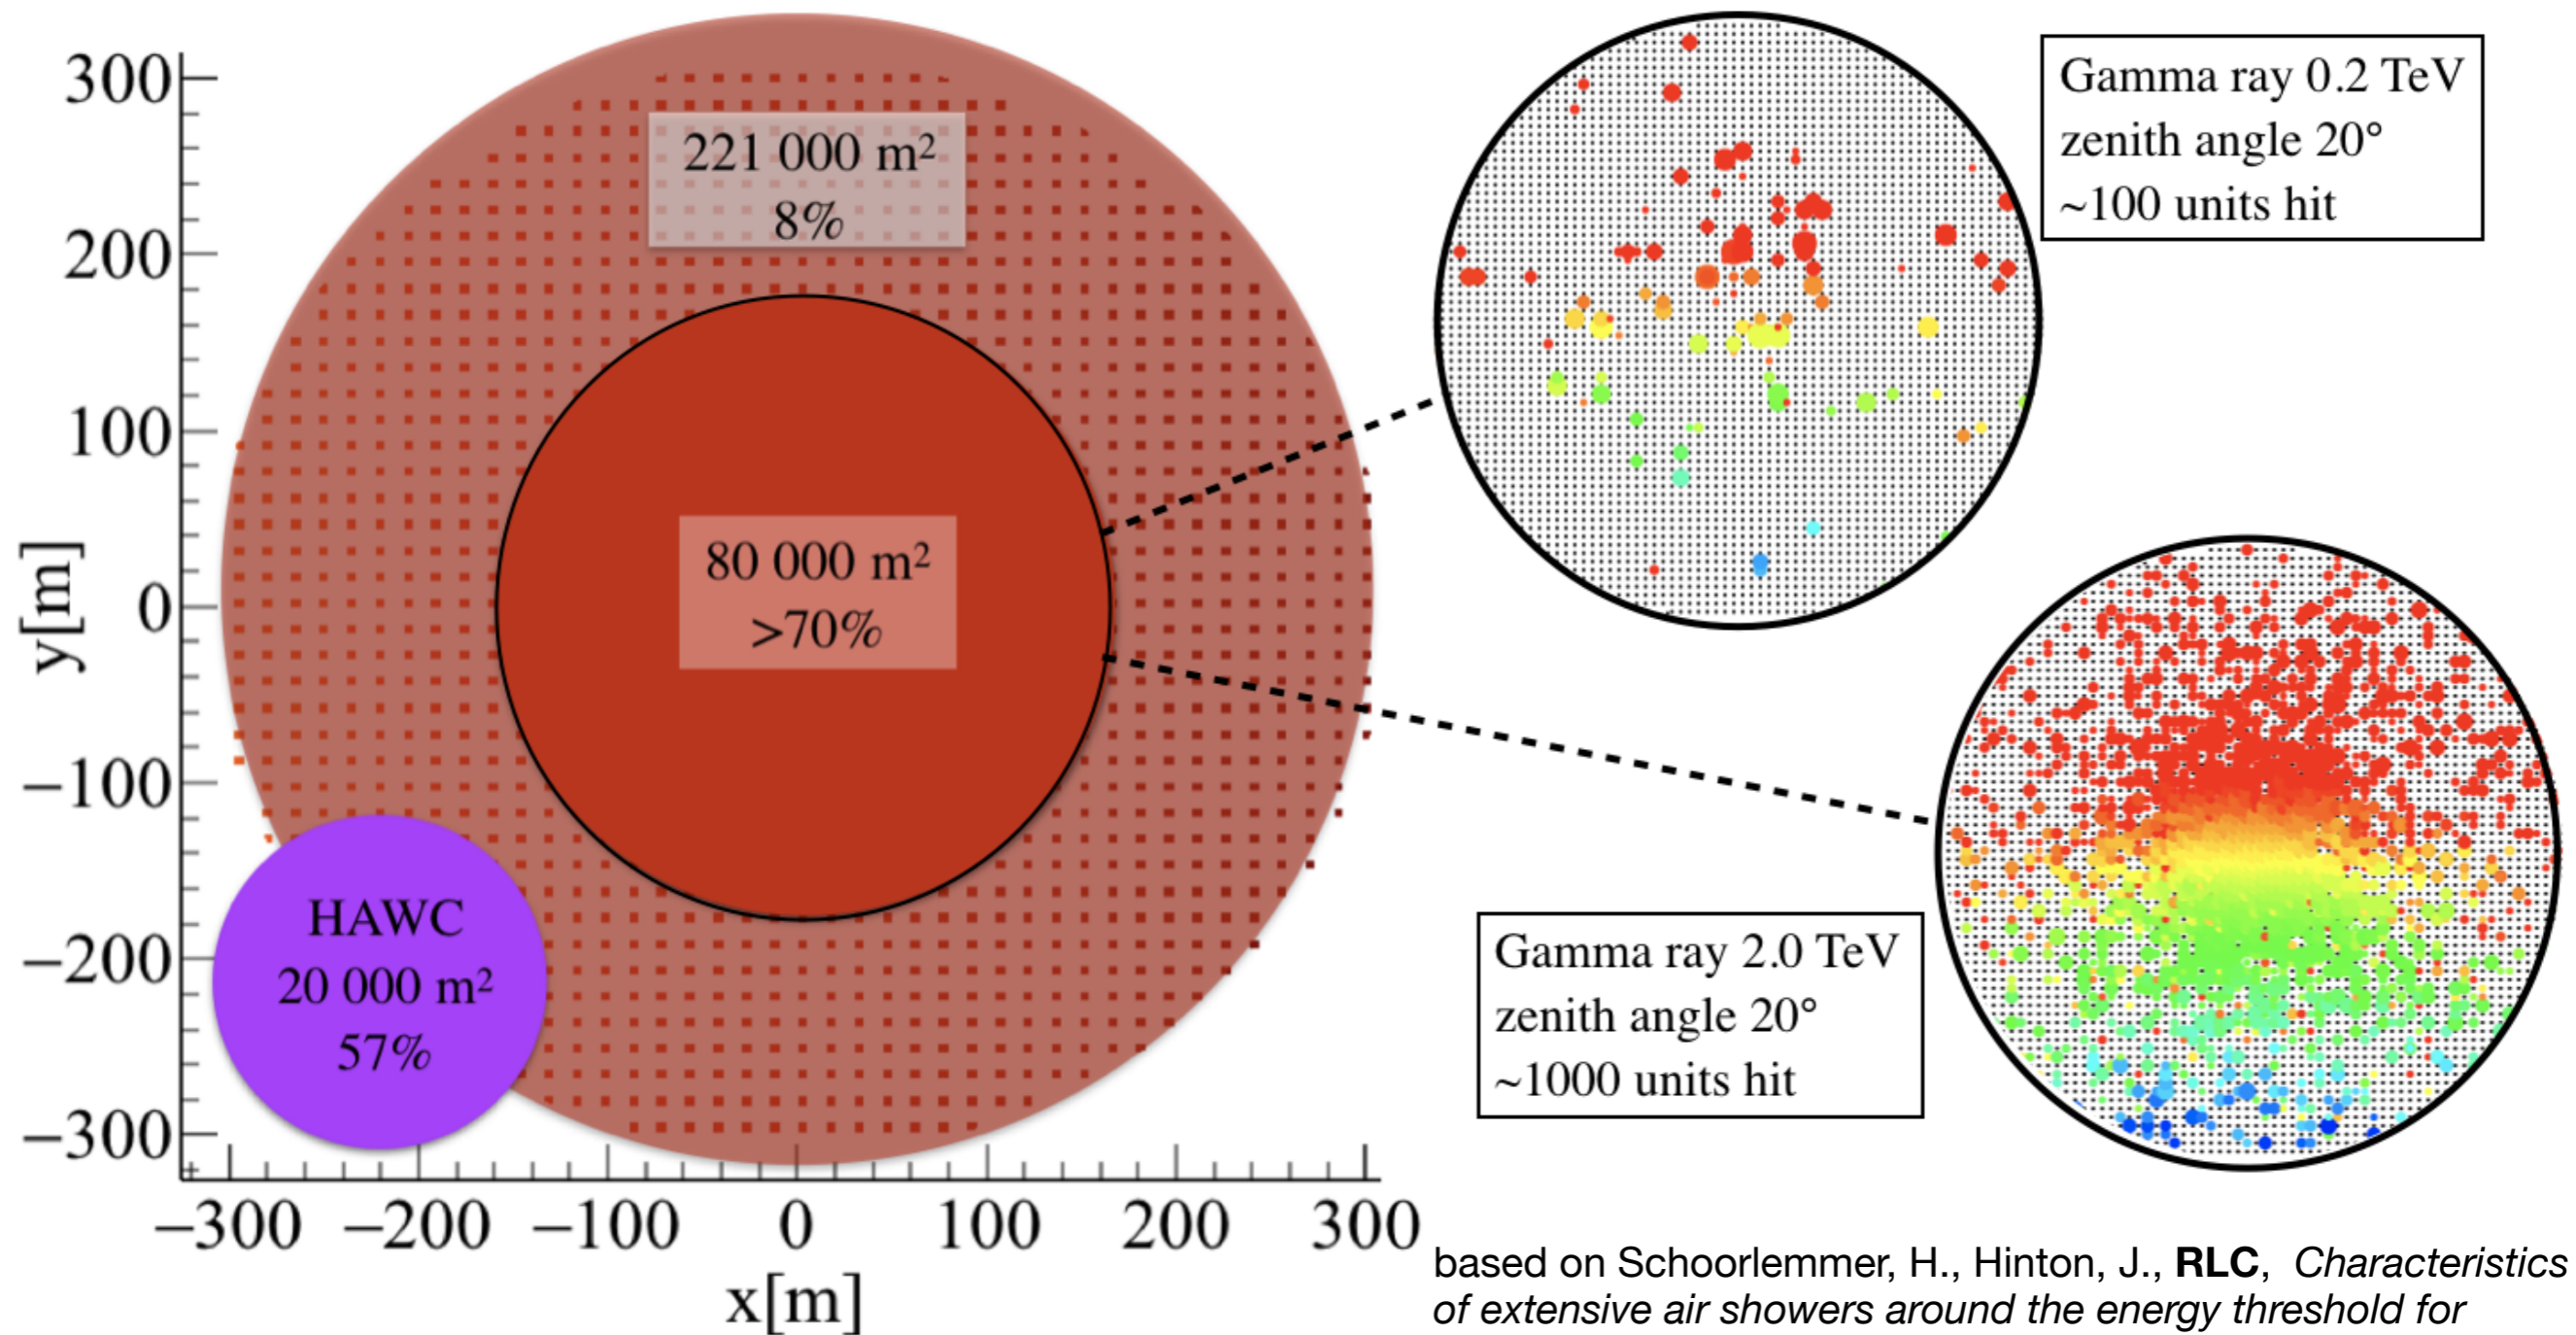 300
200
100
0
−100
−200
−300
y[m]
221 000 m²
8%
80 000 m²
>70%
HAWC
20 000 m²
57%
−300 −200 −100 0 100 200 300
x[m]
Gamma ray 0.2 TeV
zenith angle 20°
~100 units hit
Gamma ray 2.0 TeV
zenith angle 20°
~1000 units hit
based on Schoorlemmer, H., Hinton, J., RLC, Characteristics
of extensive air showers around the energy threshold for